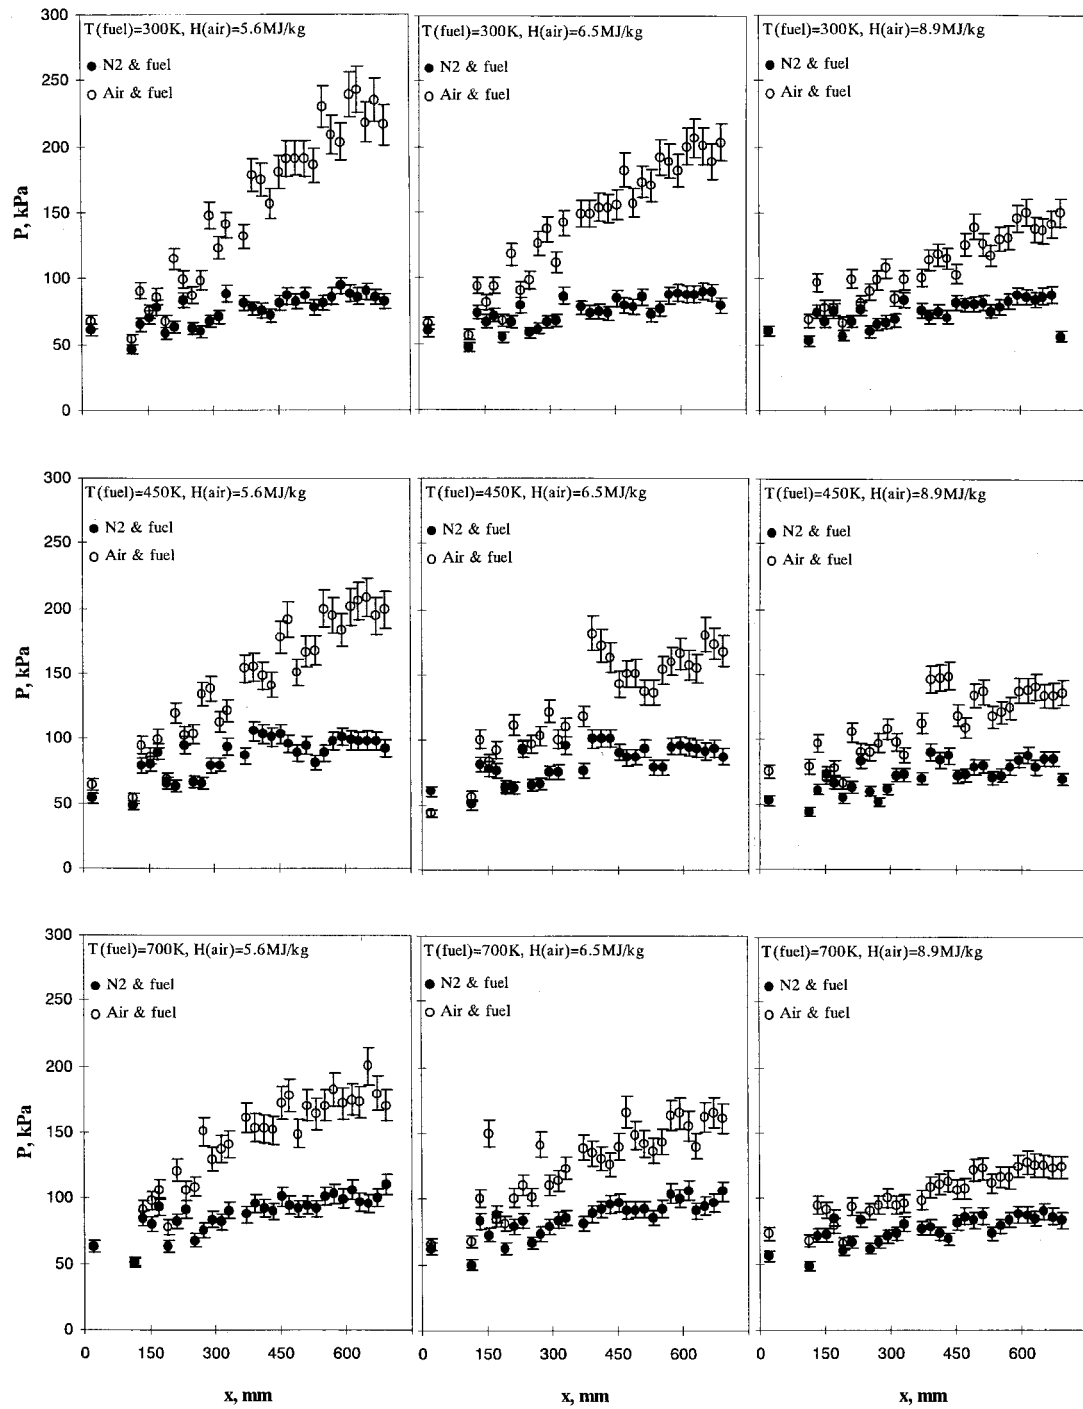 T(fuel)=300K, H(air)=5.6MJ/kg
N2 & fuel
Air & fuel
T(fuel)=300K, H(air)=6.5MJ/kg
N2 & fuel
Air & fuel
T(fuel)=300K, H(air)=8.9MJ/kg
N2 & fuel
Air & fuel
300
250
200
150
100
50
0
P, kPa
T(fuel)=450K, H(air)=5.6MJ/kg
N2 & fuel
Air & fuel
T(fuel)=450K, H(air)=6.5MJ/kg
N2 & fuel
Air & fuel
T(fuel)=450K, H(air)=8.9MJ/kg
N2 & fuel
Air & fuel
300
250
200
150
100
50
0
P, kPa
T(fuel)=700K, H(air)=5.6MJ/kg
N2 & fuel
Air & fuel
T(fuel)=700K, H(air)=6.5MJ/kg
N2 & fuel
Air & fuel
T(fuel)=700K, H(air)=8.9MJ/kg
N2 & fuel
Air & fuel
300
250
200
150
100
50
0
P, kPa
0 150 300 450 600
0 150 300 450 600
0 150 300 450 600
x, mm
x, mm
x, mm